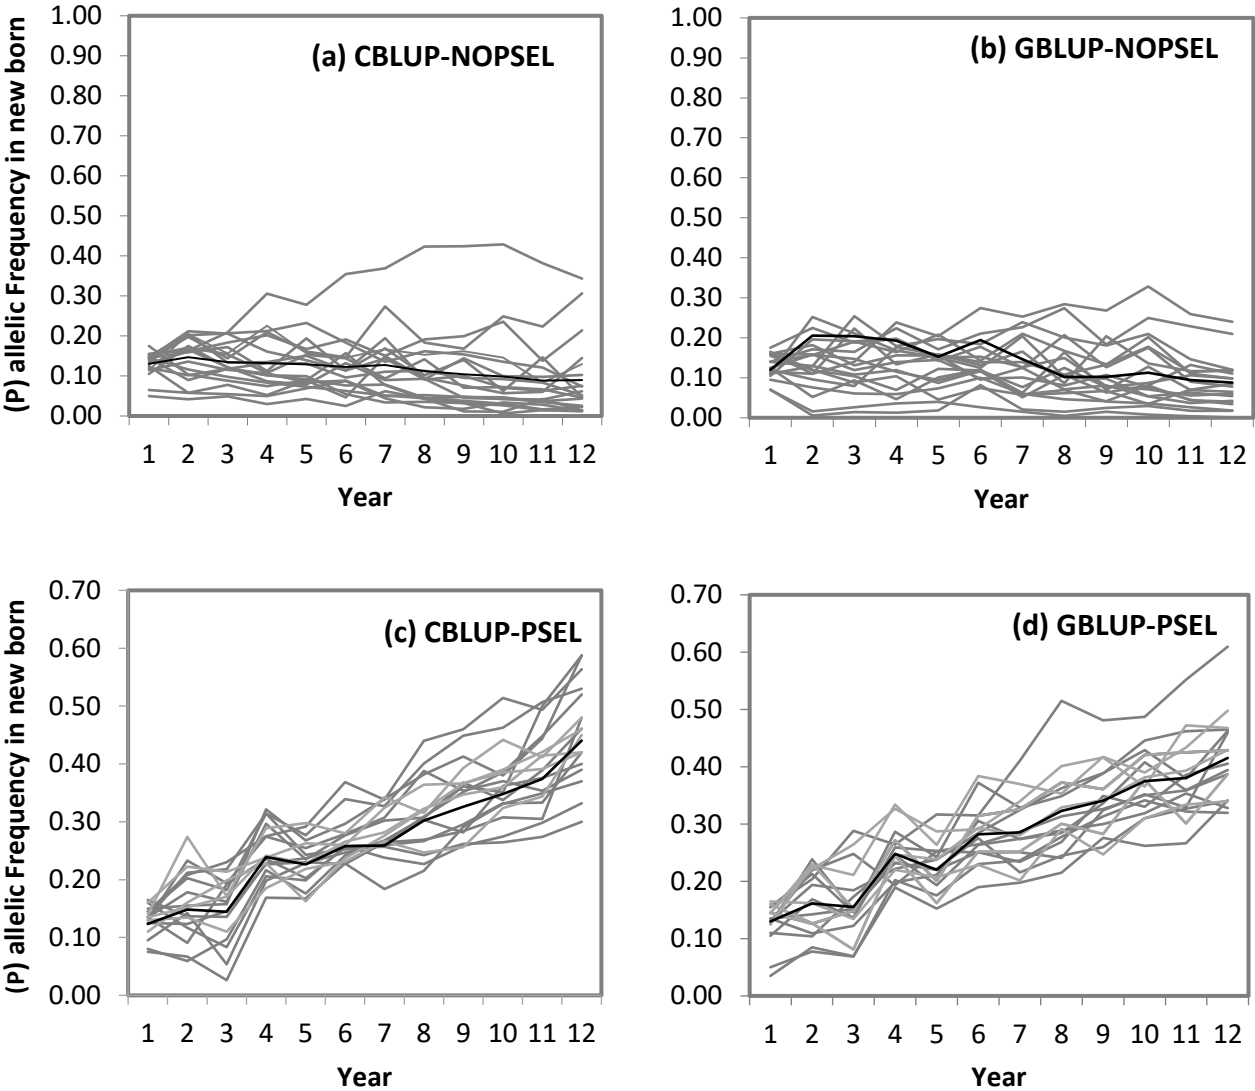 (P) allelic Frequency in new born
1.00
0.90
0.80
0.70
0.60
0.50
0.40
0.30
0.20
0.10
0.00
(a) CBLUP-NOPSEL
1 2 3 4 5 6 7 8 9 10 11 12
Year
1.00
0.90
0.80
0.70
0.60
0.50
0.40
0.30
0.20
0.10
0.00
(b) GBLUP-NOPSEL
1 2 3 4 5 6 7 8 9 10 11 12
Year
(P) allelic Frequency in new born
0.70
0.60
0.50
0.40
0.30
0.20
0.10
0.00
(c) CBLUP-PSEL
1 2 3 4 5 6 7 8 9 10 11 12
Year
0.70
0.60
0.50
0.40
0.30
0.20
0.10
0.00
(d) GBLUP-PSEL
1 2 3 4 5 6 7 8 9 10 11 12
Year